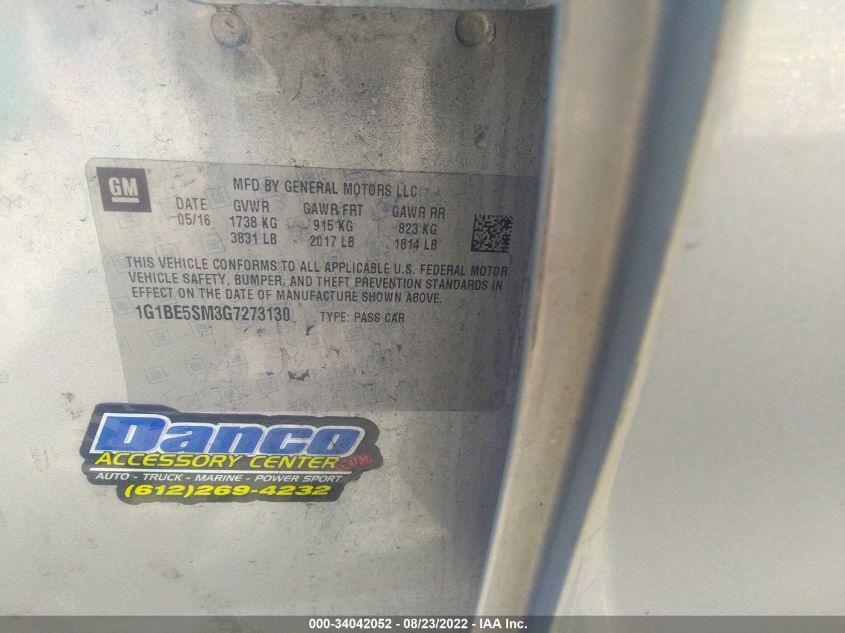 GM
MFD BY GENERAL MOTORS LLC
DATE GVWR GAWR FRT GAWR RR
05/16 1738 KG 915 KG 823 KG
3831 LB 2017 LB 1814 LB
THIS VEHICLE CONFORMS TO ALL APPLICABLE U.S. FEDERAL MOTOR
VEHICLE SAFETY, BUMPER, AND THEFT PREVENTION STANDARDS IN
EFFECT ON THE DATE OF MANUFACTURE SHOWN ABOVE.
1G1BE5SM3G7273130 TYPE: PASS CAR
Danco
ACCESSORY CENTER.COM
AUTO - TRUCK - MARINE - POWER SPORT
(612)269-4232
000-34042052 - 08/23/2022 - IAA Inc.